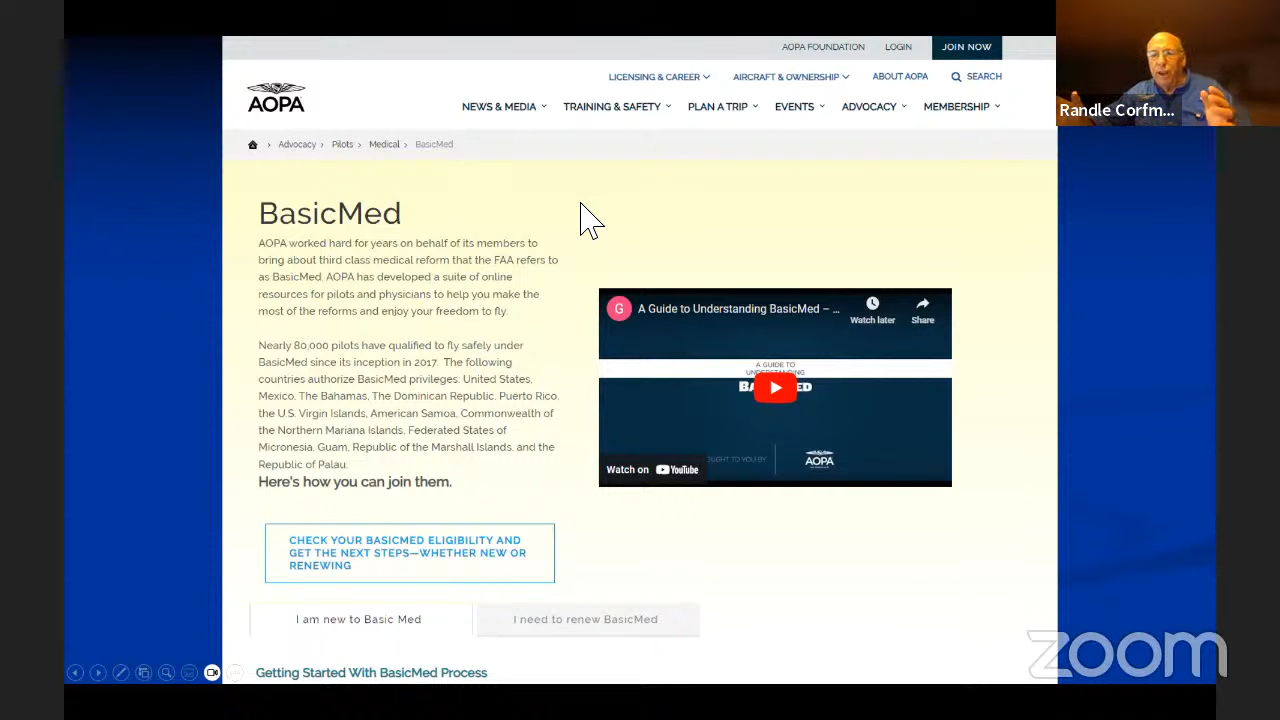 AOPA FOUNDATION LOGIN JOIN NOW
LICENSING & CAREER AIRCRAFT & OWNERSHIP ABOUT AOPA SEARCH
AOPA
NEWS & MEDIA TRAINING & SAFETY PLAN A TRIP EVENTS ADVOCACY MEMBERSHIP
Randle Corfm...
Advocacy Pilots Medical BasicMed
BasicMed
AOPA worked hard for years on behalf of its members to
bring about third class medical reform that the FAA refers to
as BasicMed. AOPA has developed a suite of online
resources for pilots and physicians to help you make the
most of the reforms and enjoy your freedom to fly.
Nearly 80,000 pilots have qualified to fly safely under
BasicMed since its inception in 2017. The following
countries authorize BasicMed privileges: United States,
Mexico, The Bahamas, The Dominican Republic, Puerto Rico,
the U.S. Virgin Islands, American Samoa, Commonwealth of
the Northern Mariana Islands, Federated States of
Micronesia, Guam, Republic of the Marshall Islands, and the
Republic of Palau.
Here's how you can join them.
G A Guide to Understanding BasicMed – ...
Watch later Share
A GUIDE TO
UNDERSTANDING
TO YOU BY
AOPA
Watch on YouTube
CHECK YOUR BASICMED ELIGIBILITY AND
GET THE NEXT STEPS—WHETHER NEW OR
RENEWING
I am new to Basic Med I need to renew BasicMed
Getting Started With BasicMed Process
zoom